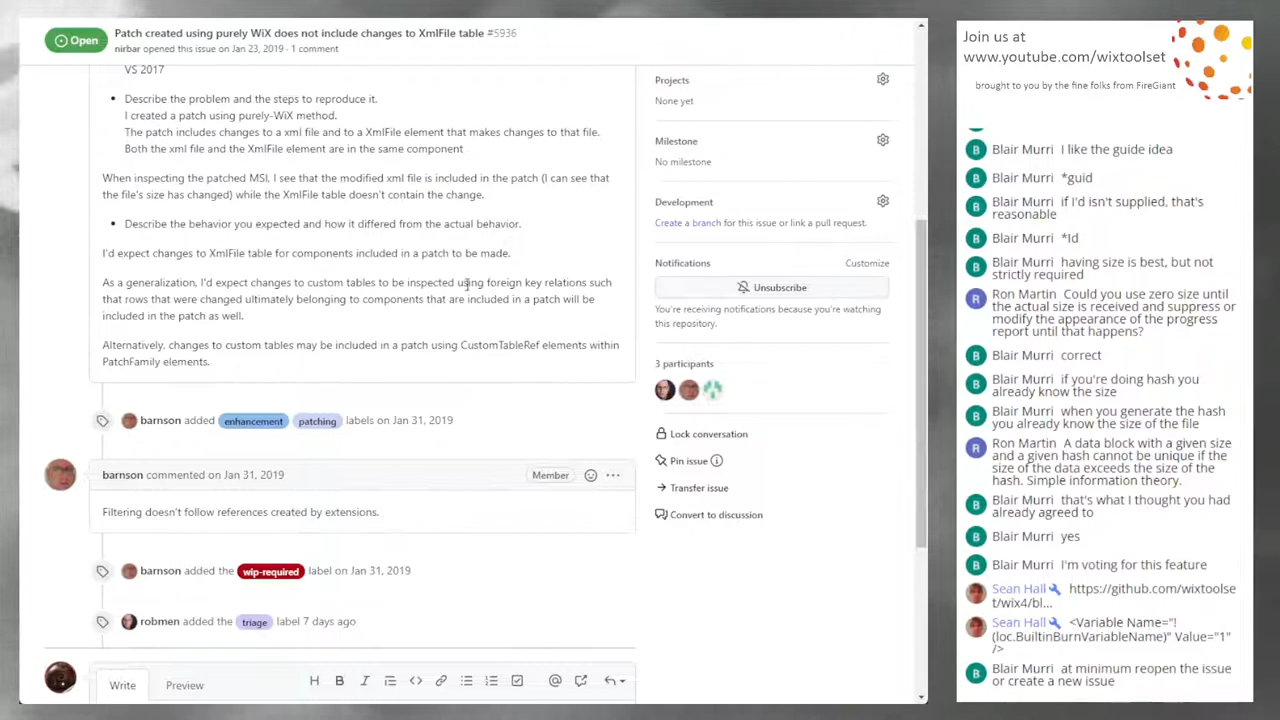 Open
Patch created using purely WiX does not include changes to XmlFile table #5936
nirbar opened this issue on Jan 23, 2019 · 1 comment
VS 2017
• Describe the problem and the steps to reproduce it.
I created a patch using purely-WiX method.
The patch includes changes to a xml file and to a XmlFile element that makes changes to that file.
Both the xml file and the XmlFile element are in the same component
When inspecting the patched MSI, I see that the modified xml file is included in the patch (I can see that
the file's size has changed) while the XmlFile table doesn't contain the change.
• Describe the behavior you expected and how it differed from the actual behavior.
I'd expect changes to XmlFile table for components included in a patch to be made.
As a generalization, I'd expect changes to custom tables to be inspected using foreign key relations such
that rows that were changed ultimately belonging to components that are included in a patch will be
included in the patch as well.
Alternatively, changes to custom tables may be included in a patch using CustomTableRef elements within
PatchFamily elements.
barnson added enhancement patching labels on Jan 31, 2019
barnson commented on Jan 31, 2019
Member
Filtering doesn't follow references created by extensions.
barnson added the wip-required label on Jan 31, 2019
robmen added the triage label 7 days ago
Write
Preview
Projects
None yet
Milestone
No milestone
Development
Create a branch for this issue or link a pull request.
Notifications
Customize
Unsubscribe
You're receiving notifications because you're watching
this repository.
3 participants
Lock conversation
Pin issue
Transfer issue
Convert to discussion
Join us at
www.youtube.com/wixtoolset
brought to you by the fine folks from FireGiant
B Blair Murri I like the guide idea
B Blair Murri *guid
B Blair Murri if I'd isn't supplied, that's
reasonable
B Blair Murri *Id
B Blair Murri having size is best, but not
strictly required
R Ron Martin Could you use zero size until
the actual size is received and suppress or
modify the appearance of the progress
report until that happens?
B Blair Murri correct
B Blair Murri if you're doing hash you
already know the size
B Blair Murri when you generate the hash
you already know the size of the file
R Ron Martin A data block with a given size
and a given hash cannot be unique if the
size of the data exceeds the size of the
hash. Simple information theory.
B Blair Murri that's what I thought you had
already agreed to
B Blair Murri yes
B Blair Murri I'm voting for this feature
Sean Hall https://github.com/wixtoolse
t/wix4/bl...
Sean Hall <Variable Name="!
(loc.BuiltinBurnVariableName)" Value="1"
/>
B Blair Murri at minimum reopen the issue
or create a new issue